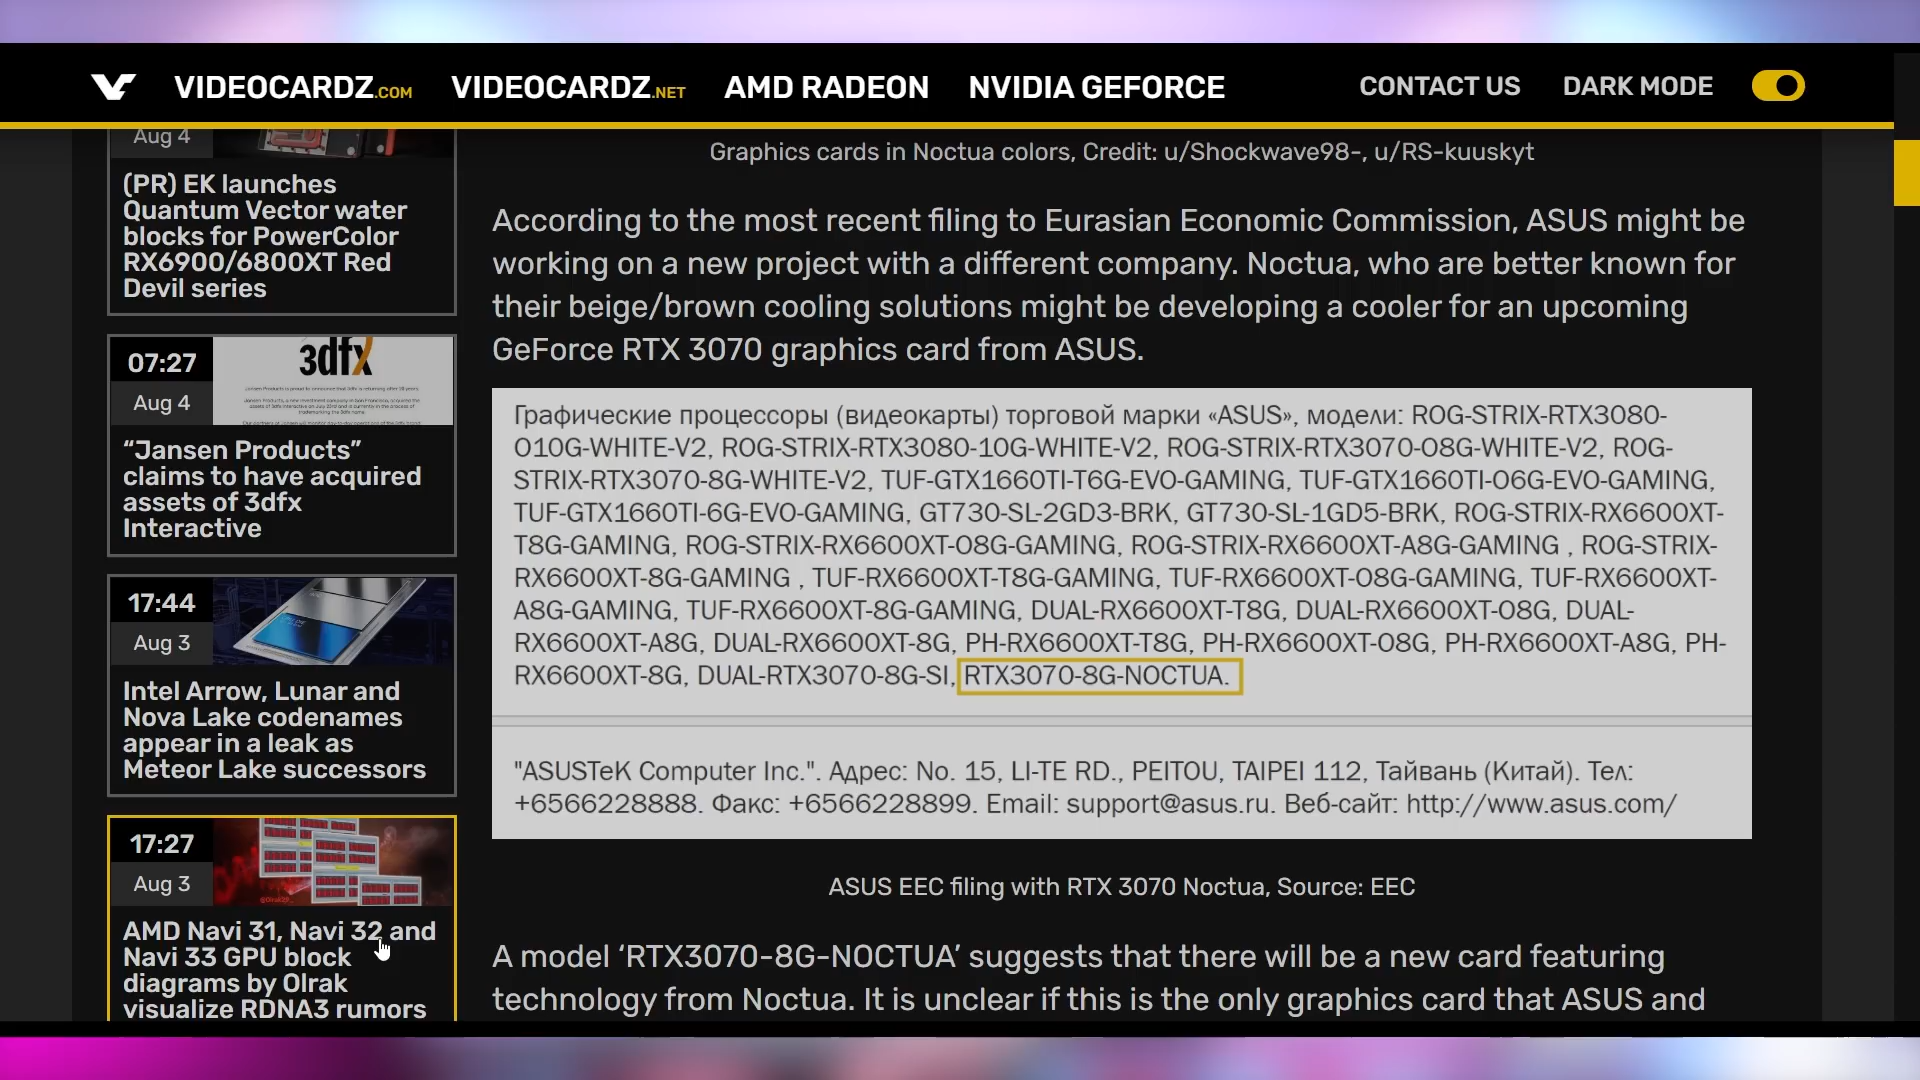 VIDEOCARDZ.COM VIDEOCARDZ.NET AMD RADEON NVIDIA GEFORCE CONTACT US DARK MODE
Aug 4
(PR) EK launches
Quantum Vector water
blocks for PowerColor
RX6900/6800XT Red
Devil series
07:27
Aug 4
3dfx
“Jansen Products”
claims to have acquired
assets of 3dfx
Interactive
17:44
Aug 3
Intel Arrow, Lunar and
Nova Lake codenames
appear in a leak as
Meteor Lake successors
17:27
Aug 3
AMD Navi 31, Navi 32 and
Navi 33 GPU block
diagrams by Olrak
visualize RDNA3 rumors
Graphics cards in Noctua colors, Credit: u/Shockwave98-, u/RS-kuuskyt
According to the most recent filing to Eurasian Economic Commission, ASUS might be
working on a new project with a different company. Noctua, who are better known for
their beige/brown cooling solutions might be developing a cooler for an upcoming
GeForce RTX 3070 graphics card from ASUS.
Графические процессоры (видеокарты) торговой марки «ASUS», модели: ROG-STRIX-RTX3080-
O10G-WHITE-V2, ROG-STRIX-RTX3080-10G-WHITE-V2, ROG-STRIX-RTX3070-O8G-WHITE-V2, ROG-
STRIX-RTX3070-8G-WHITE-V2, TUF-GTX1660TI-T6G-EVO-GAMING, TUF-GTX1660TI-O6G-EVO-GAMING,
TUF-GTX1660TI-6G-EVO-GAMING, GT730-SL-2GD3-BRK, GT730-SL-1GD5-BRK, ROG-STRIX-RX6600XT-
T8G-GAMING, ROG-STRIX-RX6600XT-O8G-GAMING, ROG-STRIX-RX6600XT-A8G-GAMING , ROG-STRIX-
RX6600XT-8G-GAMING , TUF-RX6600XT-T8G-GAMING, TUF-RX6600XT-O8G-GAMING, TUF-RX6600XT-
A8G-GAMING, TUF-RX6600XT-8G-GAMING, DUAL-RX6600XT-T8G, DUAL-RX6600XT-O8G, DUAL-
RX6600XT-A8G, DUAL-RX6600XT-8G, PH-RX6600XT-T8G, PH-RX6600XT-O8G, PH-RX6600XT-A8G, PH-
RX6600XT-8G, DUAL-RTX3070-8G-SI, RTX3070-8G-NOCTUA.
"ASUSTeK Computer Inc.". Адрес: No. 15, LI-TE RD., PEITOU, TAIPEI 112, Тайвань (Китай). Тел:
+6566228888. Факс: +6566228899. Email: support@asus.ru. Веб-сайт: http://www.asus.com/
ASUS EEC filing with RTX 3070 Noctua, Source: EEC
A model ‘RTX3070-8G-NOCTUA’ suggests that there will be a new card featuring
technology from Noctua. It is unclear if this is the only graphics card that ASUS and